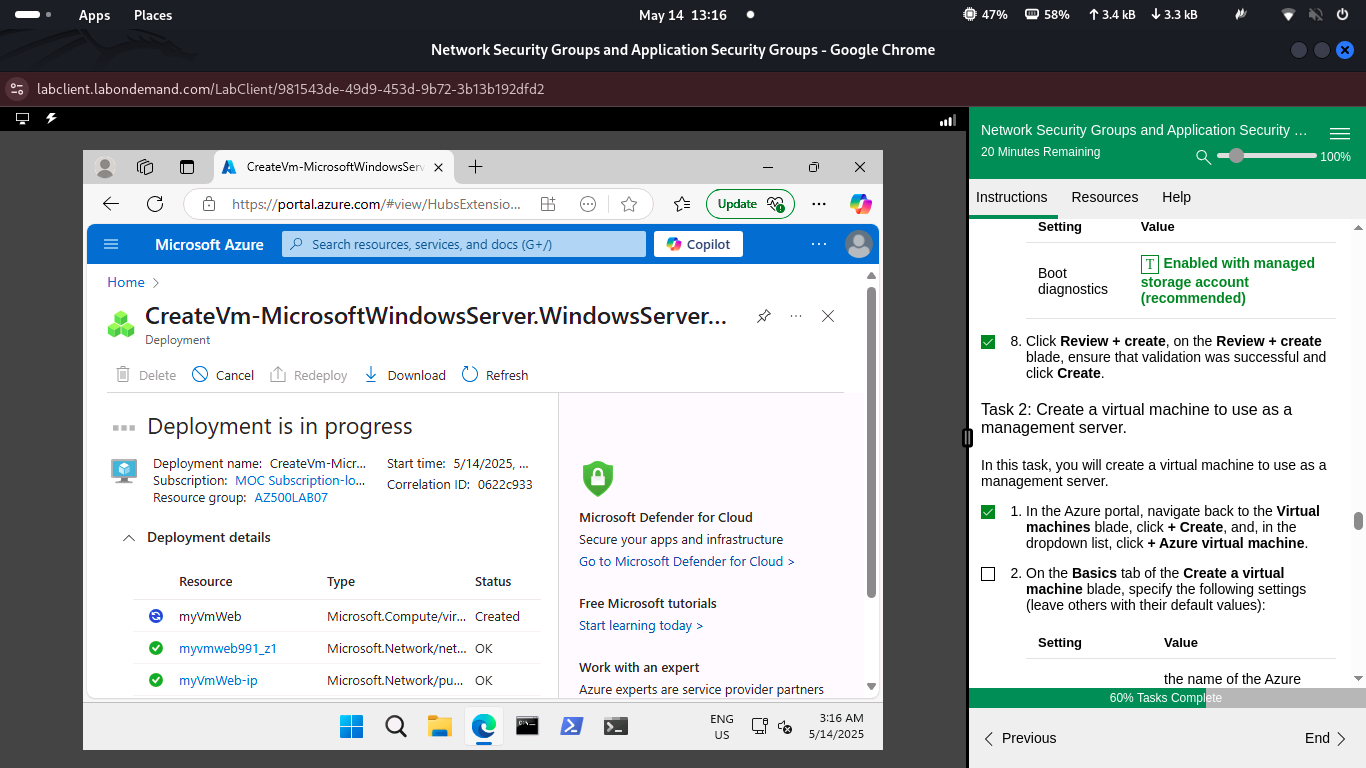 Apps Places May 14 13:16 47% 58% 3.4 kB 3.3 kB
Network Security Groups and Application Security Groups - Google Chrome
labclient.labondemand.com/LabClient/981543de-49d9-453d-9b72-3b13b192dfd2
CreateVm-MicrosoftWindowsServ
https://portal.azure.com/#view/HubsExtensio...
Update
Microsoft Azure
Search resources, services, and docs (G+/)
Copilot
Home
CreateVm-MicrosoftWindowsServer.WindowsServer...
Deployment
Delete Cancel Redeploy Download Refresh
Deployment is in progress
Deployment name: CreateVm-Micr... Start time: 5/14/2025, ...
Subscription: MOC Subscription-lo... Correlation ID: 0622c933
Resource group: AZ500LAB07
Deployment details
Resource Type Status
myVmWeb Microsoft.Compute/vir... Created
myvmweb991_z1 Microsoft.Network/net... OK
myVmWeb-ip Microsoft.Network/pu... OK
Microsoft Defender for Cloud
Secure your apps and infrastructure
Go to Microsoft Defender for Cloud >
Free Microsoft tutorials
Start learning today >
Work with an expert
Azure experts are service provider partners
ENG
US
3:16 AM
5/14/2025
Network Security Groups and Application Security ...
20 Minutes Remaining
100%
Instructions Resources Help
Setting Value
Boot
diagnostics
T Enabled with managed
storage account
(recommended)
8. Click Review + create, on the Review + create
blade, ensure that validation was successful and
click Create.
Task 2: Create a virtual machine to use as a
management server.
In this task, you will create a virtual machine to use as a
management server.
1. In the Azure portal, navigate back to the Virtual
machines blade, click + Create, and, in the
dropdown list, click + Azure virtual machine.
2. On the Basics tab of the Create a virtual
machine blade, specify the following settings
(leave others with their default values):
Setting Value
the name of the Azure
60% Tasks Complete
Previous End